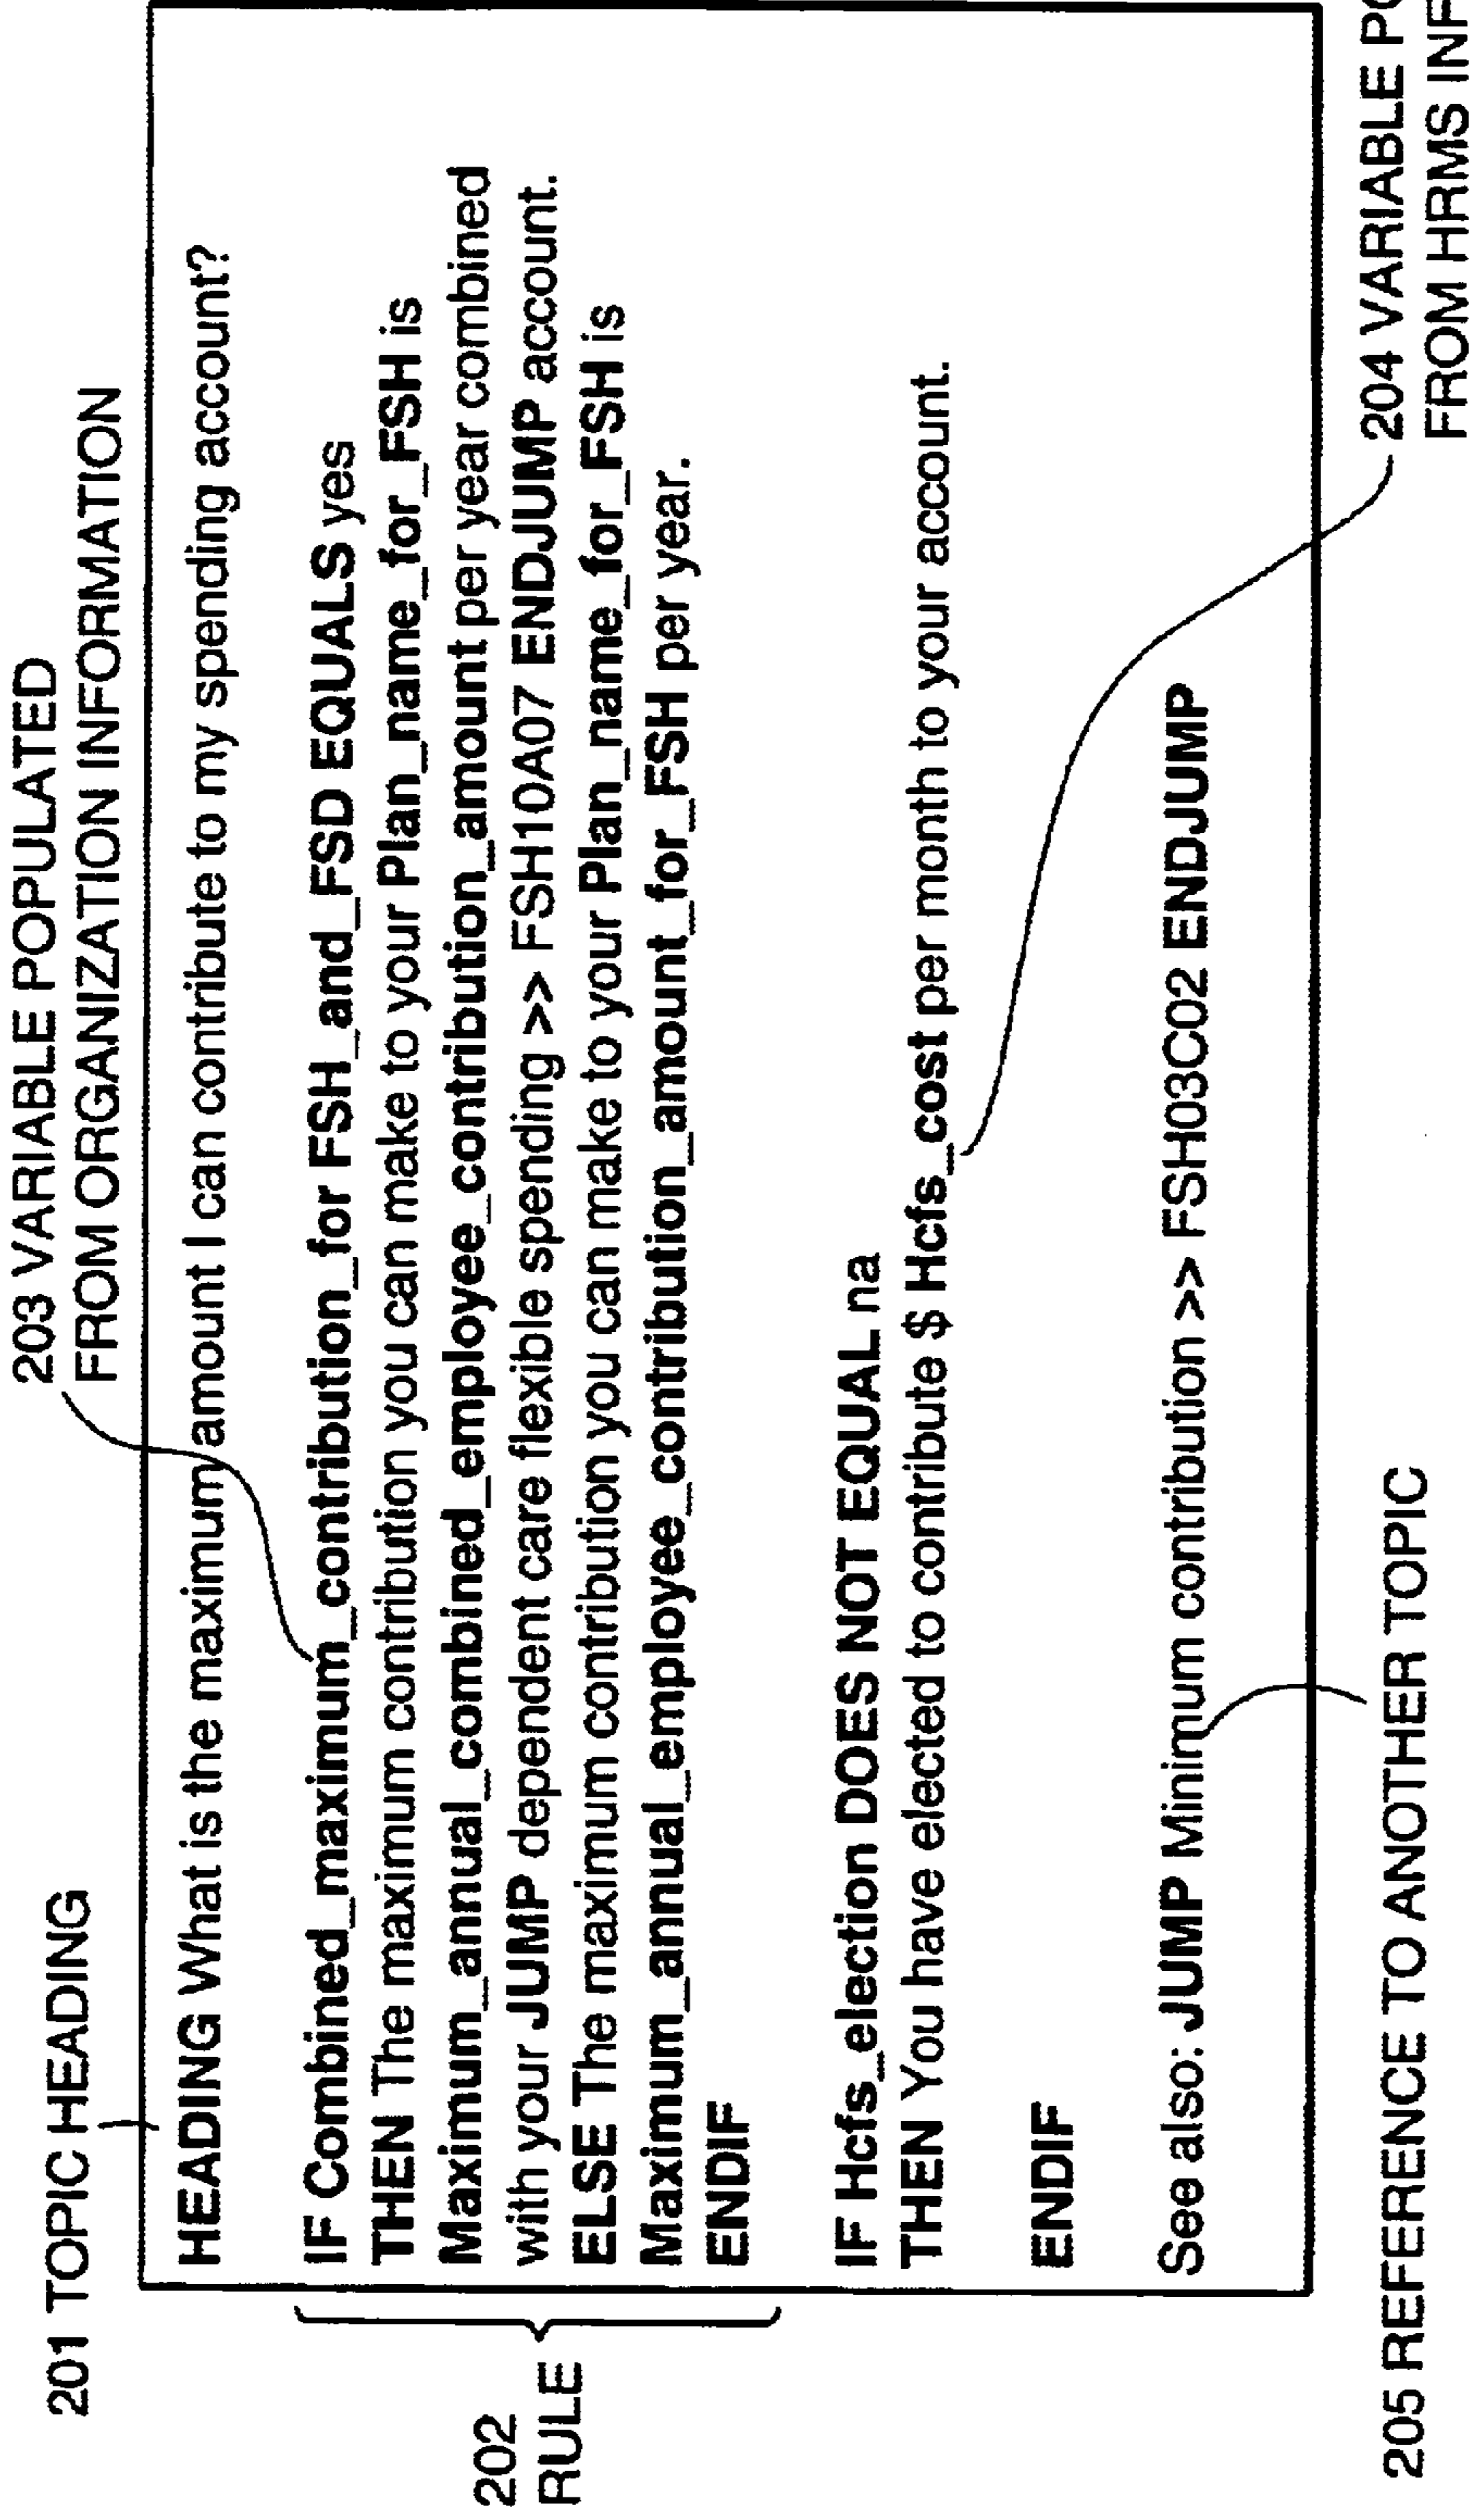 201 TOPIC HEADING
203 VARIABLE POPULATED
FROM ORGANIZATION INFORMATION
HEADING What is the maximum amount I can contribute to my spending account?
202
RULE
IF Combined_maximum_contribution_for FSH_and_FSD EQUALS yes
THEN The maximum contribution you can make to your Plan_name_for_FSH is
Maximum_annual_combined_employee_contribution_amount per year combined
with your JUMP dependent care flexible spending >> FSH10A07 ENDJUMP account.
ELSE The maximum contribution you can make to your Plan_name_for_FSH is
Maximum_annual_employee_contribution_amount_for_FSH per year.
ENDIF
IF Hcfs_election DOES NOT EQUAL na
THEN You have elected to contribute $ Hcfs_cost per month to your account.
ENDIF
See also: JUMP Minimum contribution >> FSH03C02 ENDJUMP
205 REFERENCE TO ANOTHER TOPIC
204 VARIABLE
FROM HRMS